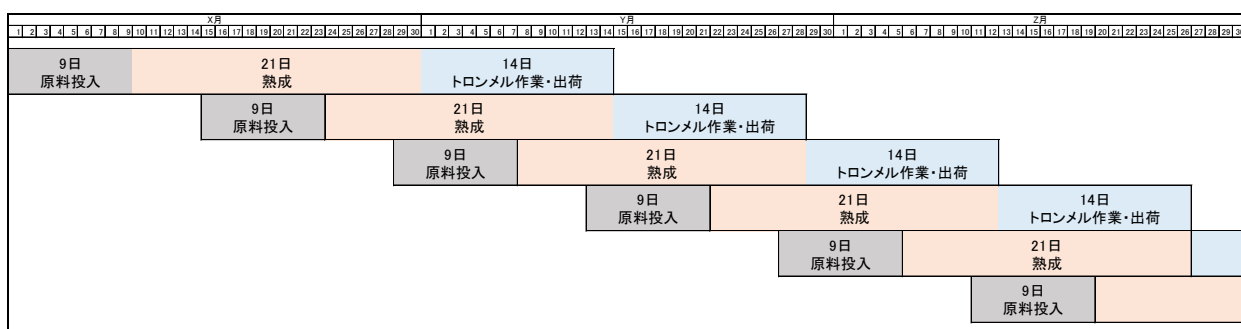 X月 Y月 Z月
1 2 3 4 5 6 7 8 9 10 11 12 13 14 15 16 17 18 19 20 21 22 23 24 25 26 27 28 29 30 1 2 3 4 5 6 7 8 9 10 11 12 13 14 15 16 17 18 19 20 21 22 23 24 25 26 27 28 29 30 1 2 3 4 5 6 7 8 9 10 11 12 13 14 15 16 17 18 19 20 21 22 23 24 25 26 27 28 29 30
9日 21日 14日
原料投入 熟成 トロンメル作業・出荷
9日 21日 14日
原料投入 熟成 トロンメル作業・出荷
9日 21日 14日
原料投入 熟成 トロンメル作業・出荷
9日 21日 14日
原料投入 熟成 トロンメル作業・出荷
9日 21日
原料投入 熟成
9日
原料投入